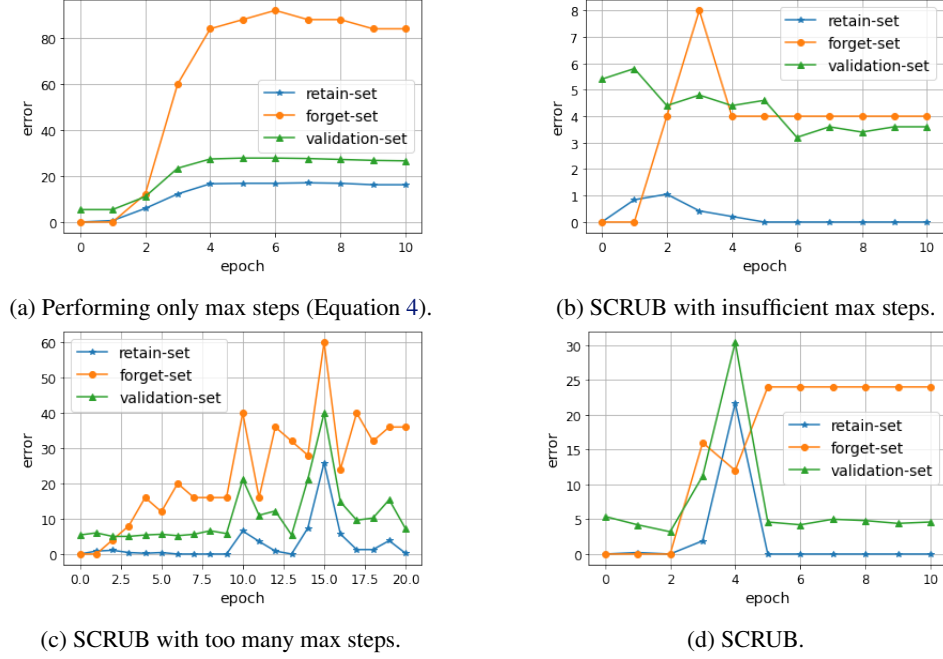 80
60
40
20
0
error
retain-set
forget-set
validation-set
0 2 4 6 8 10
epoch
(a) Performing only max steps (Equation 4).
8
7
6
5
4
3
2
1
0
error
retain-set
forget-set
validation-set
0 2 4 6 8 10
epoch
(b) SCRUB with insufficient max steps.
60
50
40
30
20
10
0
error
retain-set
forget-set
validation-set
0.0 2.5 5.0 7.5 10.0 12.5 15.0 17.5 20.0
epoch
(c) SCRUB with too many max steps.
30
25
20
15
10
5
0
error
retain-set
forget-set
validation-set
0 2 4 6 8 10
epoch
(d) SCRUB.